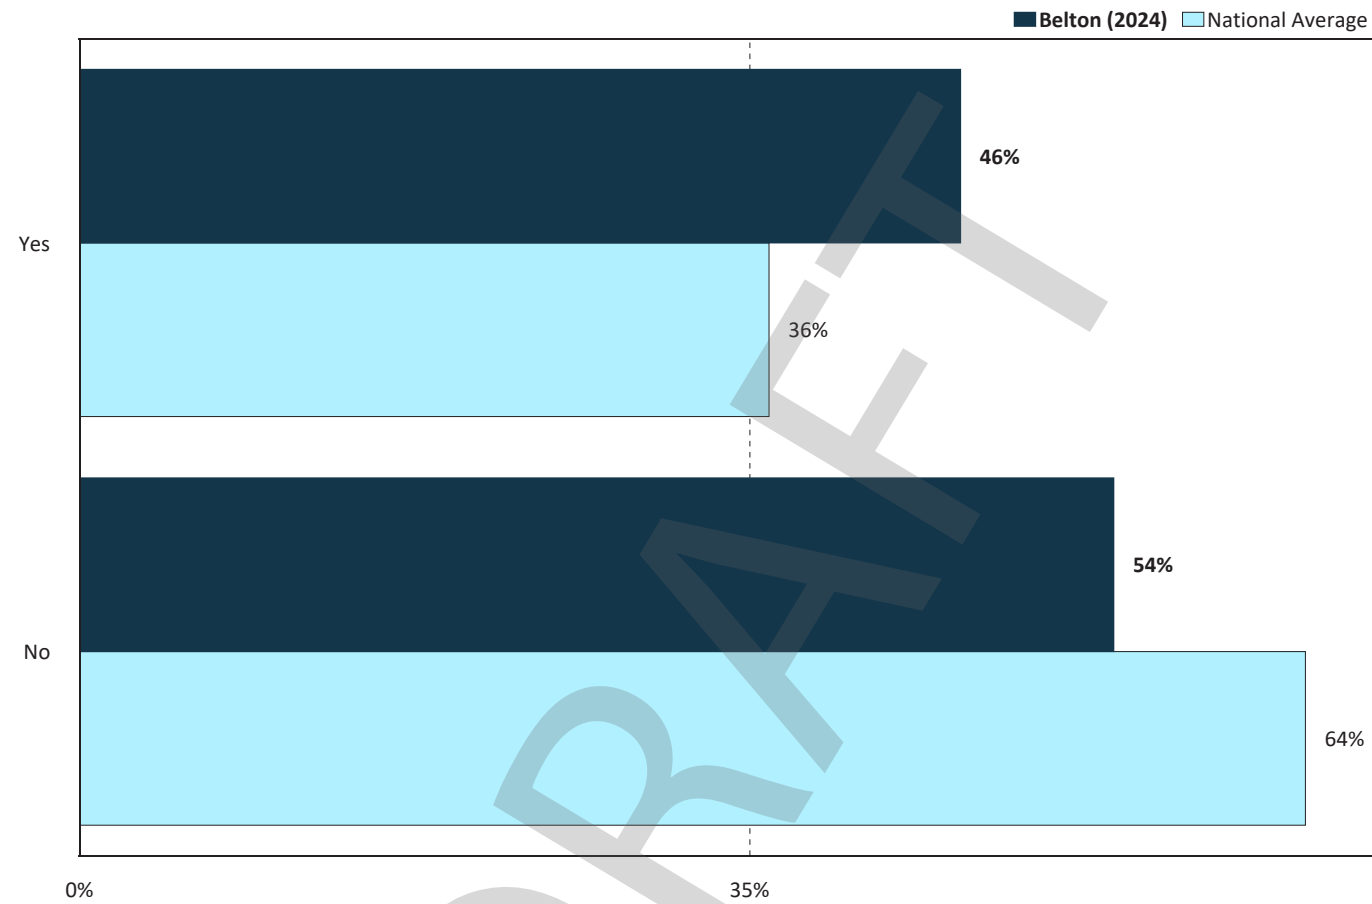 Belton (2024) National Average
46%
Yes
36%
54%
No
64%
0% 35%
DRAFT